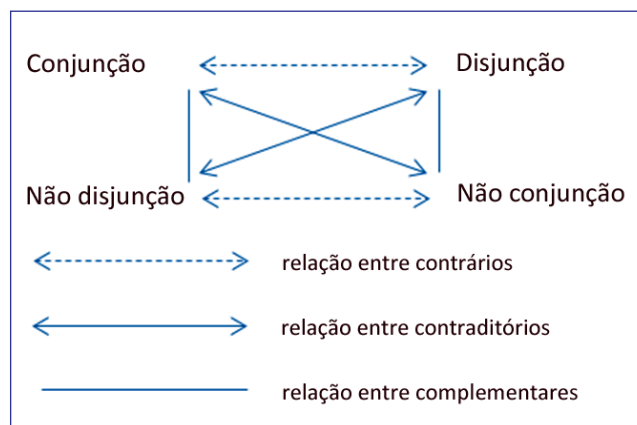 Conjunção
Disjunção
Não disjunção
Não conjunção
relação entre contrários
relação entre contraditórios
relação entre complementares